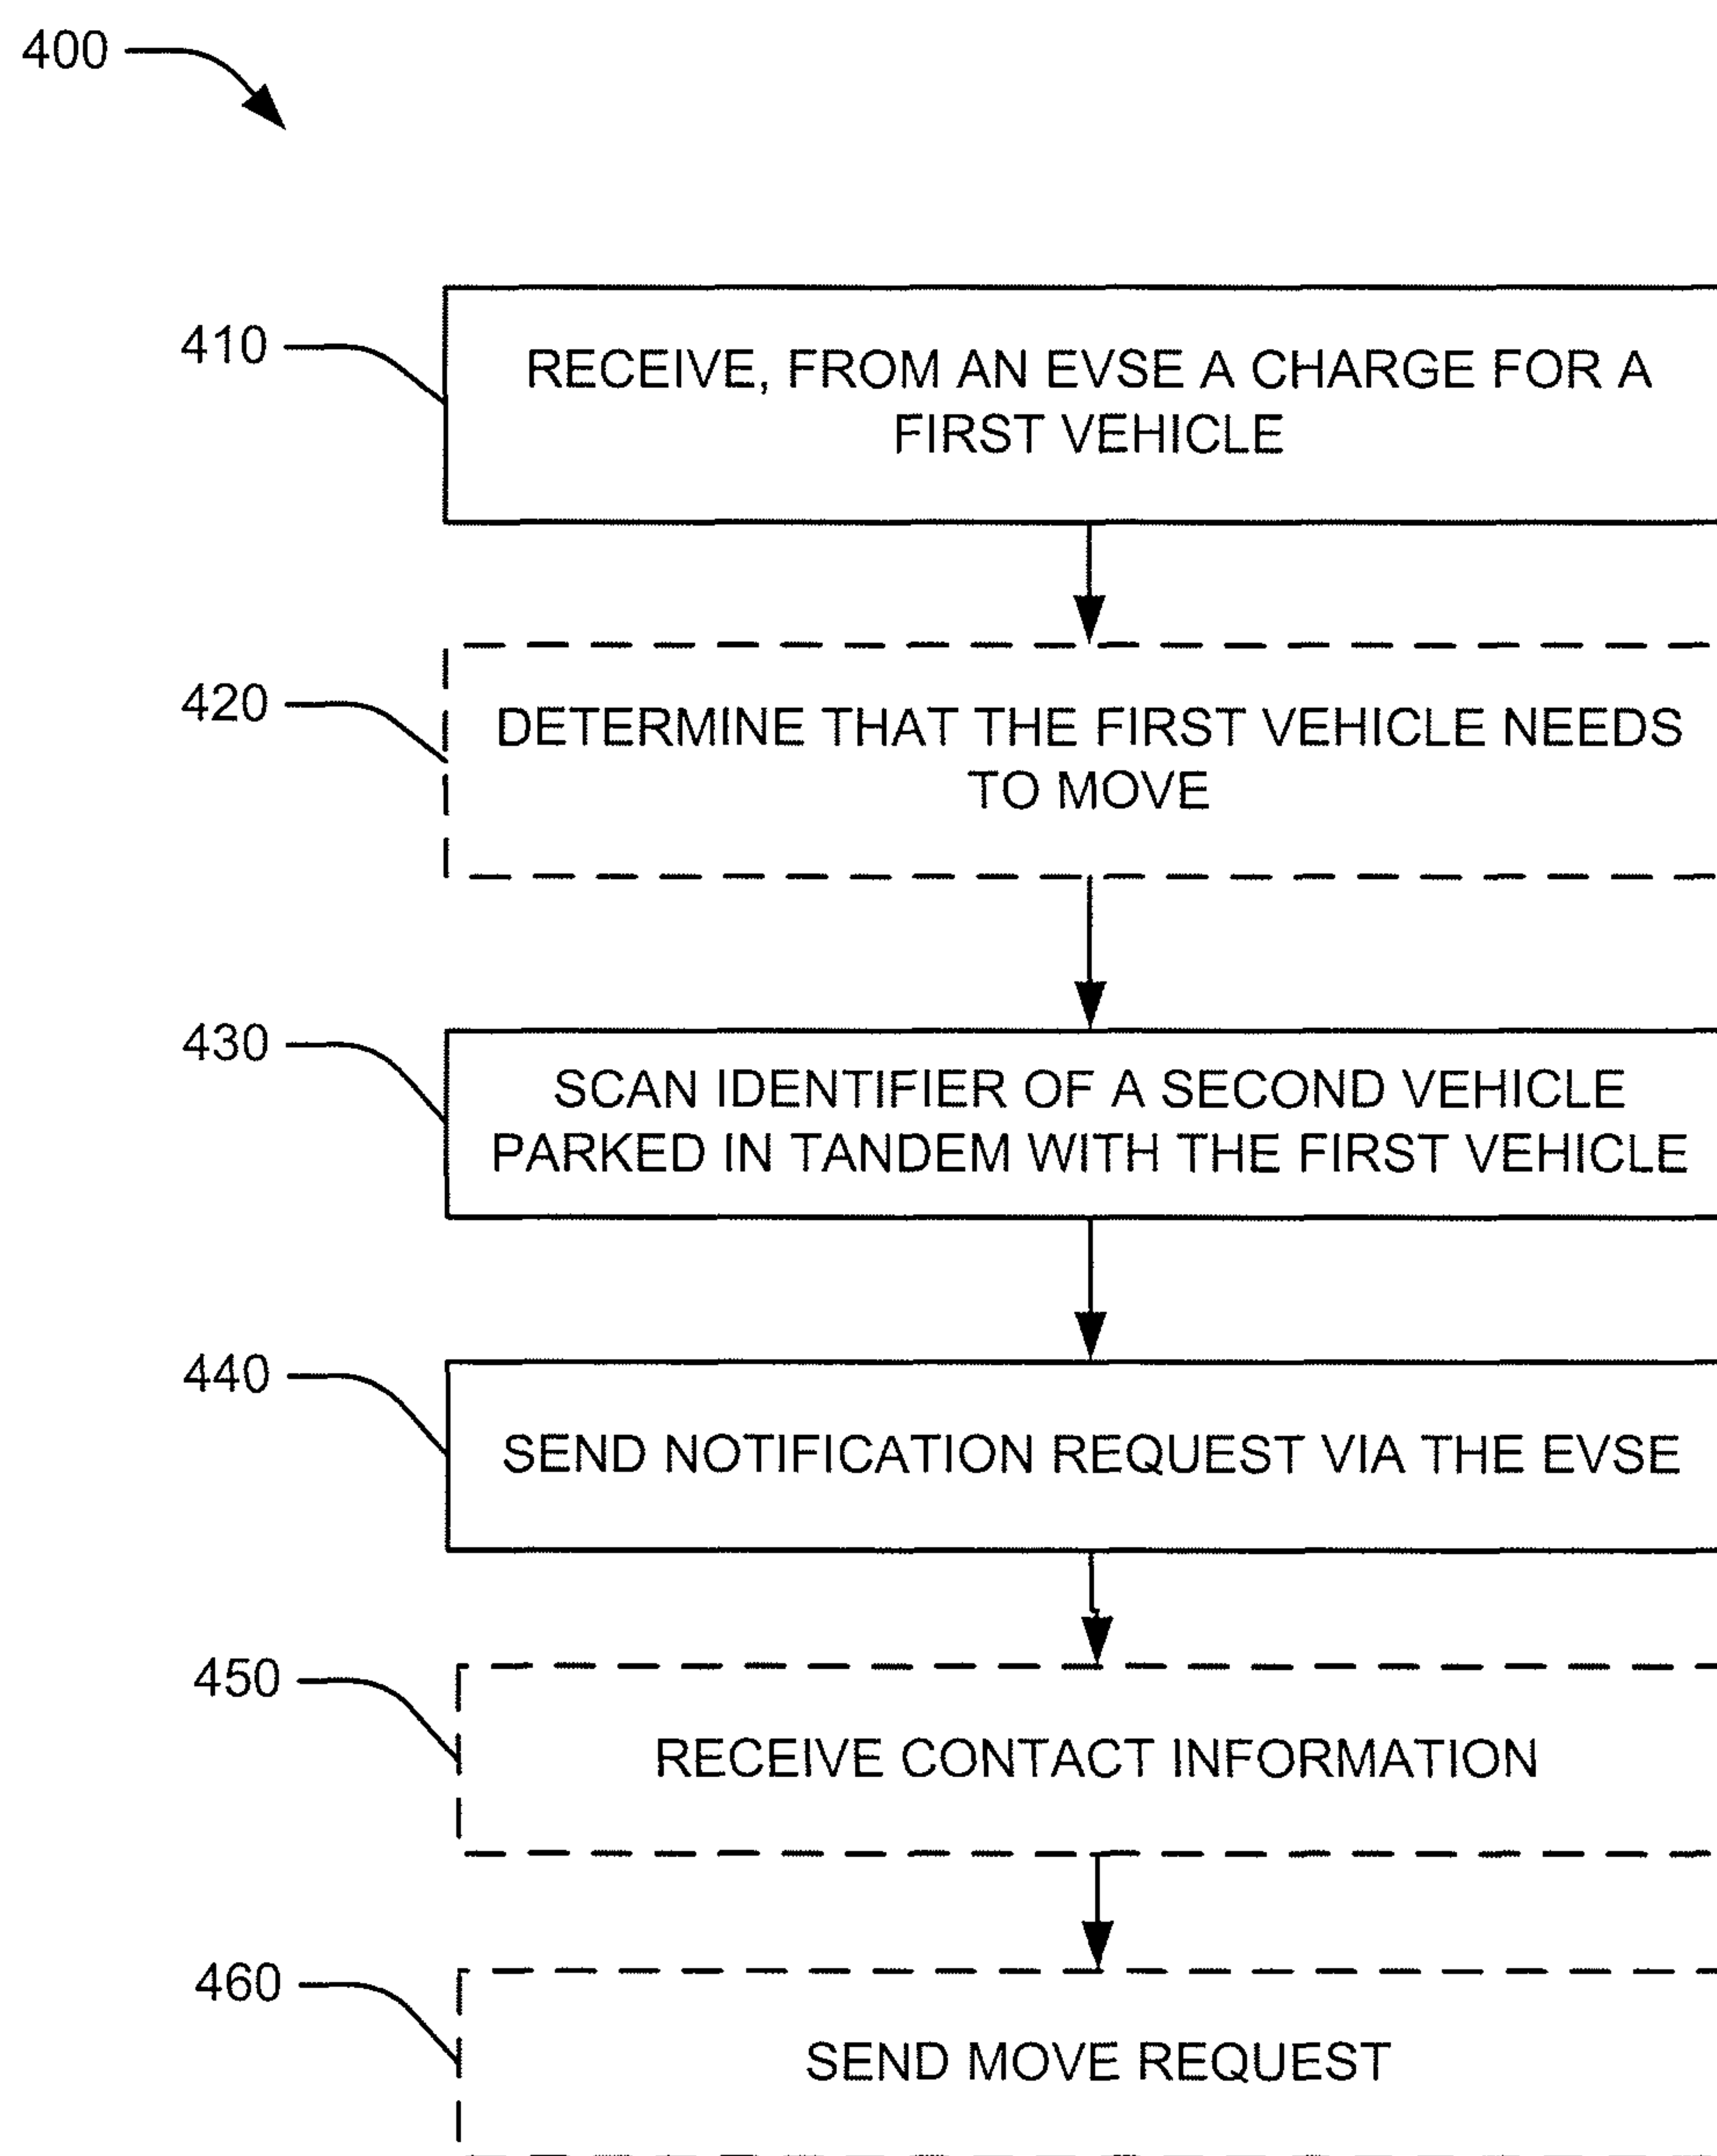 400
410
RECEIVE, FROM AN EVSE A CHARGE FOR A
FIRST VEHICLE
420
DETERMINE THAT THE FIRST VEHICLE NEEDS
TO MOVE
430
SCAN IDENTIFIER OF A SECOND VEHICLE
PARKED IN TANDEM WITH THE FIRST VEHICLE
440
SEND NOTIFICATION REQUEST VIA THE EVSE
450
RECEIVE CONTACT INFORMATION
460
SEND MOVE REQUEST